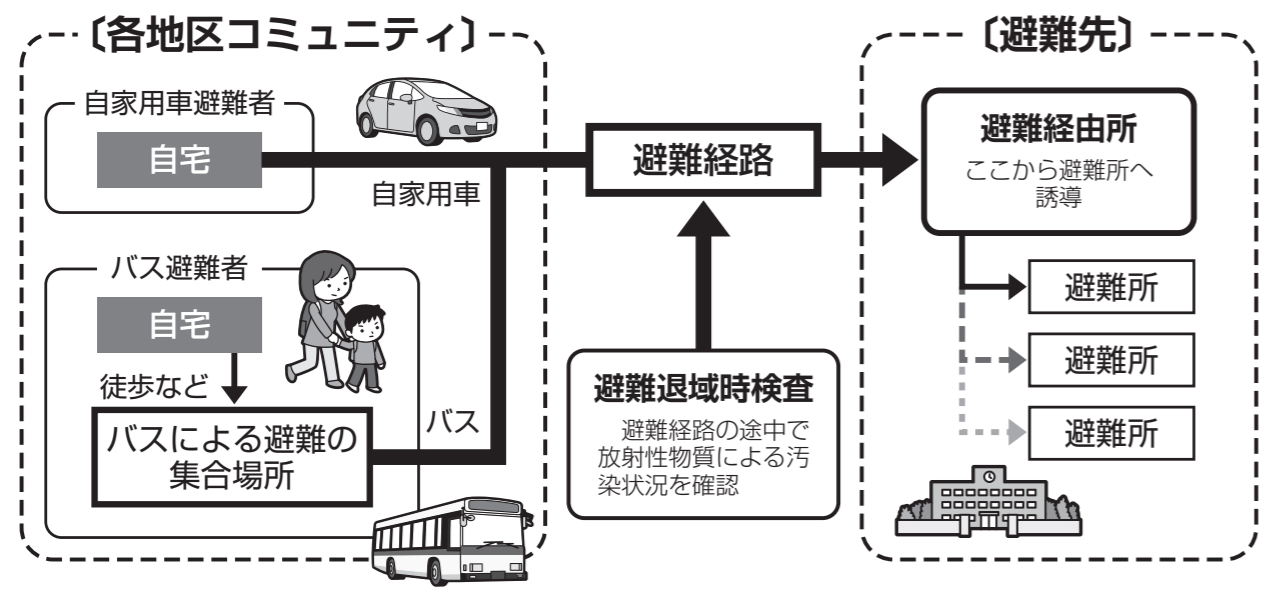 〔各地区コミュニティ〕
自家用車避難者
自宅
自家用車
バス避難者
自宅
徒歩など
バスによる避難の
集合場所
バス
避難経路
避難退域時検査
避難経路の途中で
放射性物質による汚
染状況を確認
〔避難先〕
避難経由所
ここから避難所へ
誘導
避難所
避難所
避難所